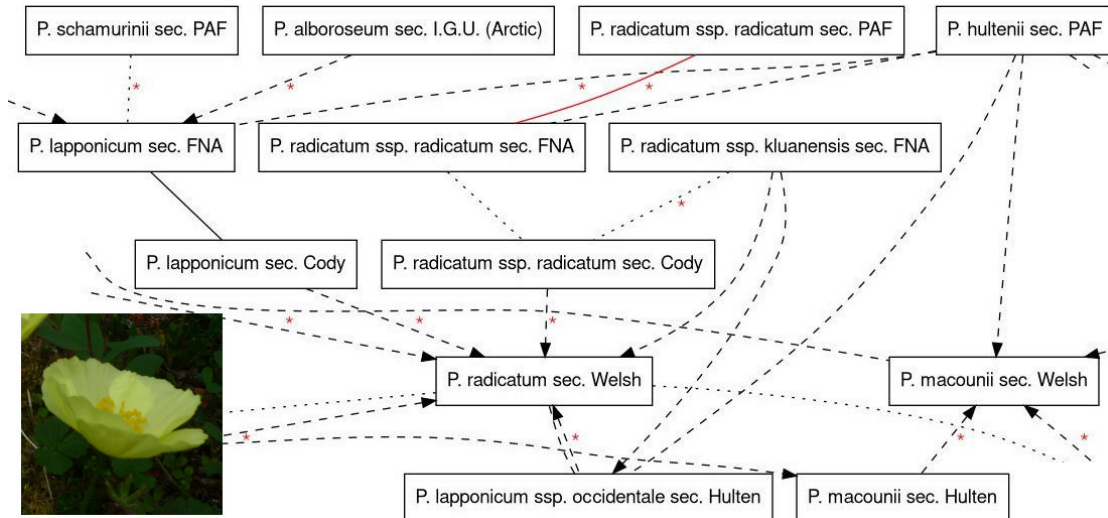 P. schamurinii sec. PAF
P. alboroseum sec. I.G.U. (Arctic)
P. radicatum ssp. radicatum sec. PAF
P. hultenii sec. PAF
P. lapponicum sec. FNA
P. radicatum ssp. radicatum sec. FNA
P. radicatum ssp. kluanensis sec. FNA
P. lapponicum sec. Cody
P. radicatum ssp. radicatum sec. Cody
P. radicatum sec. Welsh
P. macounii sec. Welsh
P. lapponicum ssp. occidentale sec. Hulten
P. macounii sec. Hulten